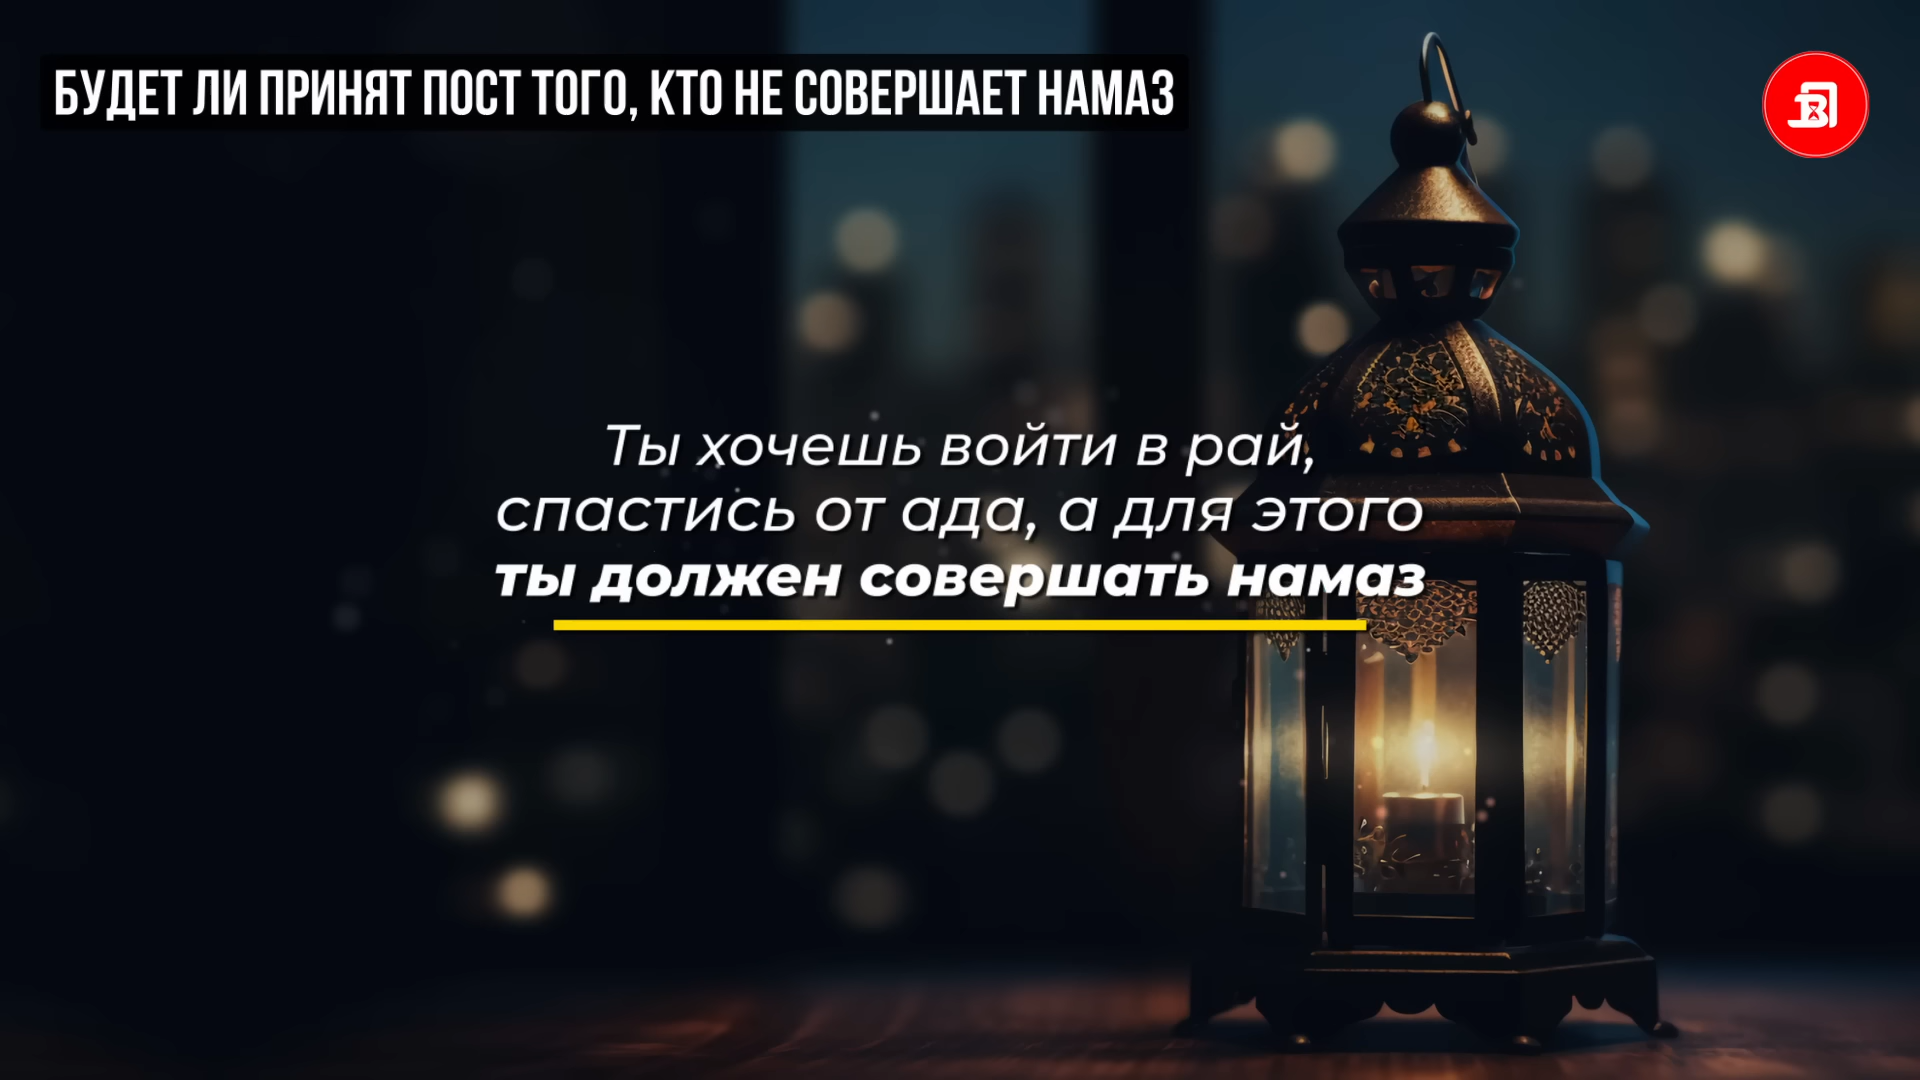 БУДЕТ ЛИ ПРИНЯТ ПОСТ ТОГО, КТО НЕ СОВЕРШАЕТ НАМАЗ
Ты хочешь войти в рай,
спастись от ада, а для этого
ты должен совершать намаз